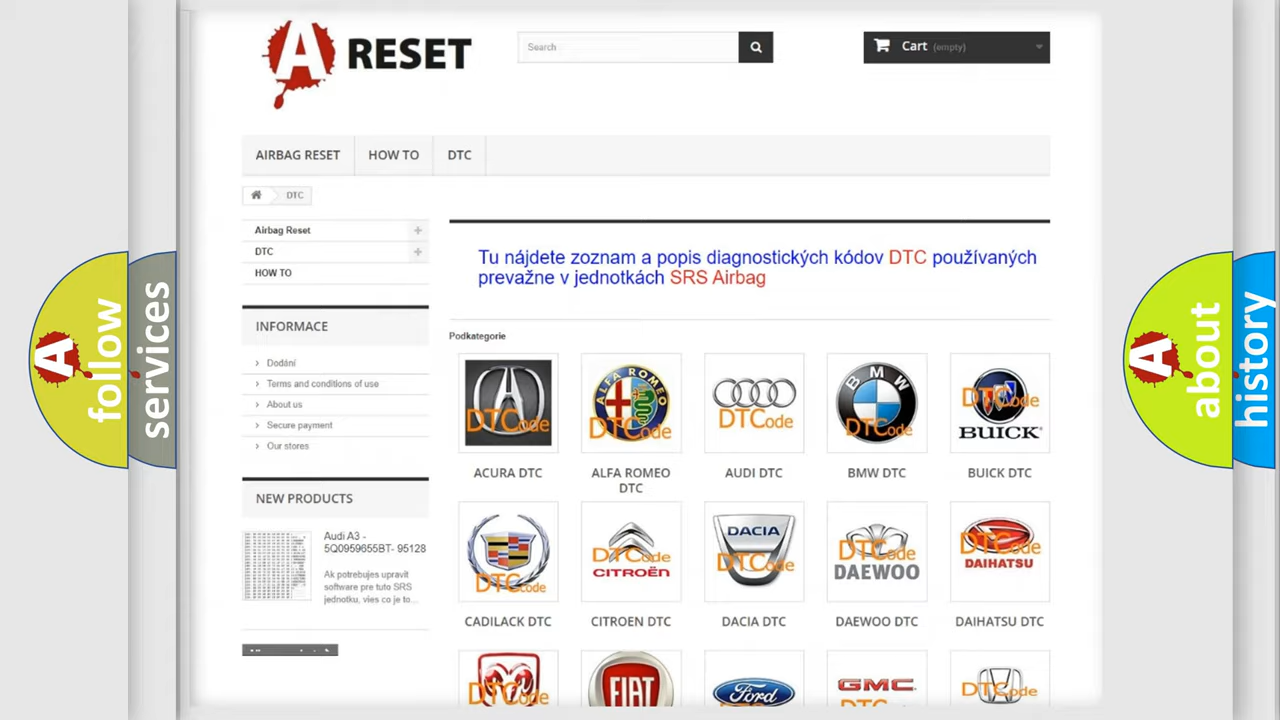 A RESET
Search
Cart (empty)
AIRBAG RESET
HOW TO
DTC
DTC
Airbag Reset
DTC
HOW TO
Tu nájdete zoznam a popis diagnostických kódov DTC používaných
prevažne v jednotkách SRS Airbag
INFORMACE
Dodání
Terms and conditions of use
About us
Secure payment
Our stores
Podkategorie
DTCode
ALFA ROMEO
DTCode
DTCode
BMW
DTCode
DTCode
BUICK
ACURA DTC
ALFA ROMEO
DTC
AUDI DTC
BMW DTC
BUICK DTC
NEW PRODUCTS
Audi A3 -
5Q0959655BT- 95128
Ak potrebujes upravit
software pre tuto SRS
jednotku, vies co je to...
DTCode
DTCode
CITROËN
DACIA
DTCode
DTCode
DAEWOO
DTCode
DAIHATSU
CADILACK DTC
CITROEN DTC
DACIA DTC
DAEWOO DTC
DAIHATSU DTC
DTCode
FIAT
Ford
GMC
DTCode
A follow
services
A about
history